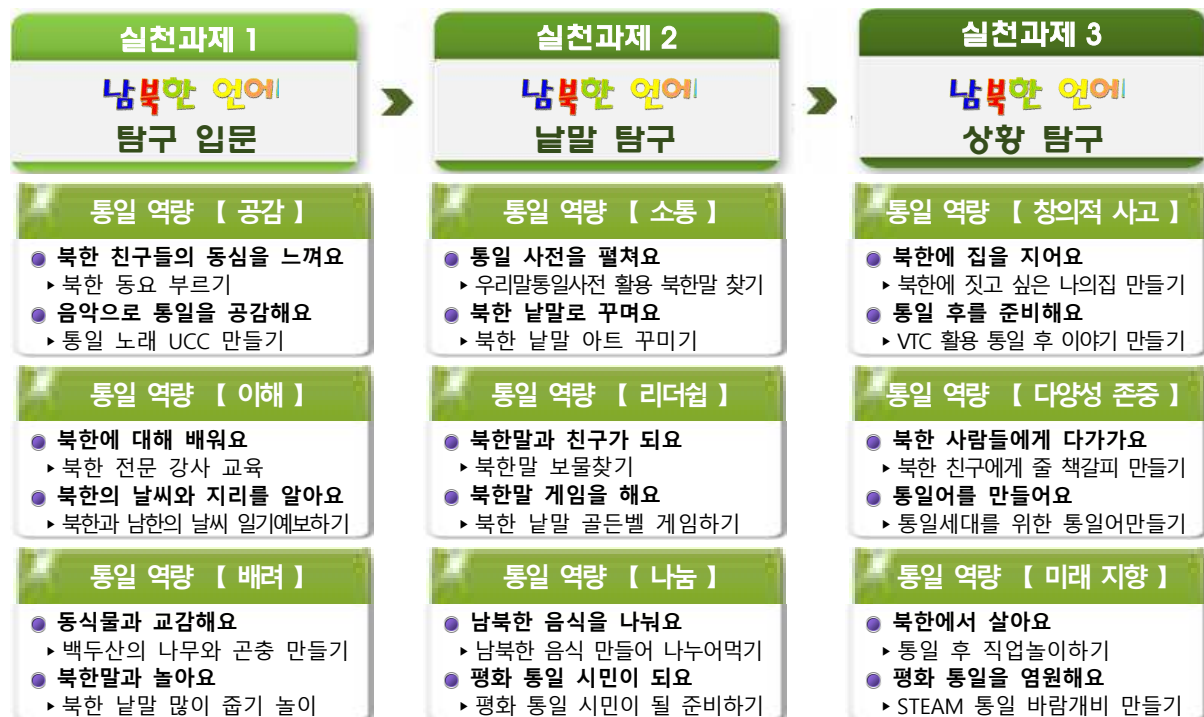 실천과제 1
남북한 언어
탐구 입문
통일 역량 【 공감 】
북한 친구들의 동심을 느껴요
▸북한 동요 부르기
음악으로 통일을 공감해요
▸통일 노래 UCC 만들기
통일 역량 【 이해 】
북한에 대해 배워요
▸북한 전문 강사 교육
북한의 날씨와 지리를 알아요
▸북한과 남한의 날씨 일기예보하기
통일 역량 【 배려 】
동식물과 교감해요
▸백두산의 나무와 곤충 만들기
북한말과 놀아요
▸북한 낱말 많이 줍기 놀이
실천과제 2
남북한 언어
낱말 탐구
통일 역량 【 소통 】
통일 사전을 펼쳐요
▸우리말통일사전 활용 북한말 찾기
북한 낱말로 꾸며요
▸북한 낱말 아트 꾸미기
통일 역량 【 리더쉽 】
북한말과 친구가 되요
▸북한말 보물찾기
북한말 게임을 해요
▸북한 낱말 골든벨 게임하기
통일 역량 【 나눔 】
남북한 음식을 나눠요
▸남북한 음식 만들어 나누어먹기
평화 통일 시민이 되요
▸평화 통일 시민이 될 준비하기
실천과제 3
남북한 언어
상황 탐구
통일 역량 【 창의적 사고 】
북한에 집을 지어요
▸북한에 짓고 싶은 나의집 만들기
통일 후를 준비해요
▸VTC 활용 통일 후 이야기 만들기
통일 역량 【 다양성 존중 】
북한 사람들에게 다가가요
▸북한 친구에게 줄 책갈피 만들기
통일어를 만들어요
▸통일세대를 위한 통일어만들기
통일 역량 【 미래 지향 】
북한에서 살아요
▸통일 후 직업놀이하기
평화 통일을 염원해요
▸STEAM 통일 바람개비 만들기